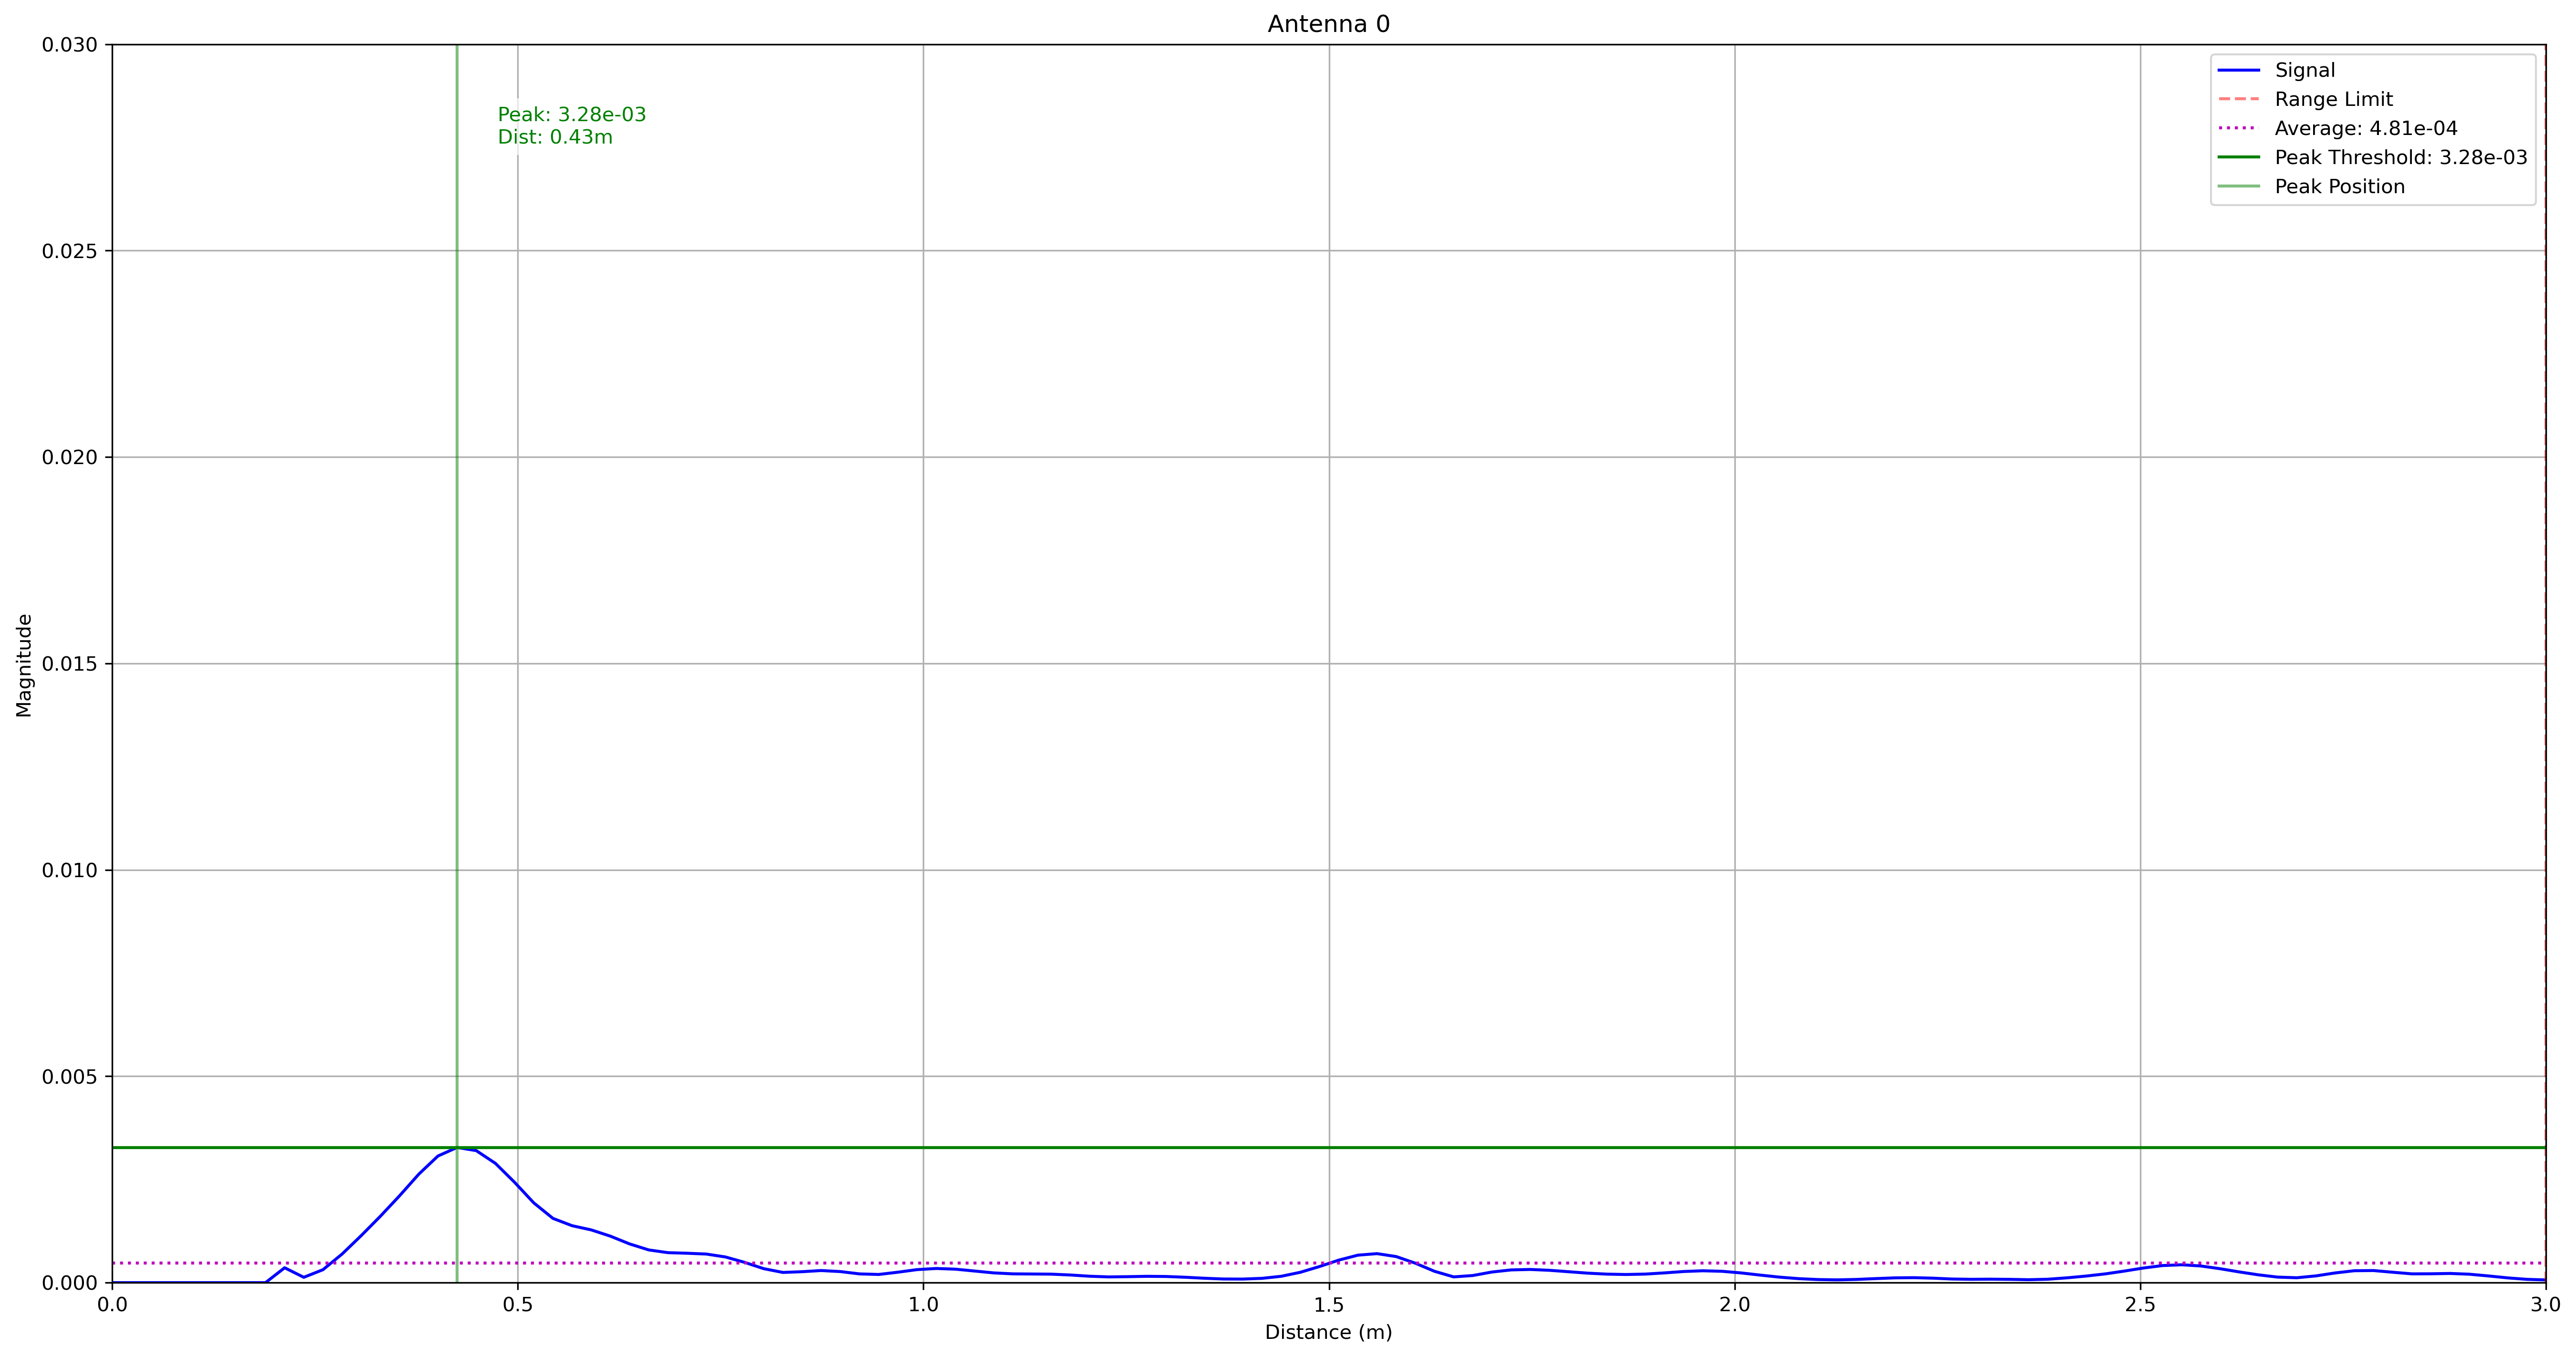 Antenna 0
0.030
0.025
0.020
0.015
0.010
0.005
0.000
Magnitude
Peak: 3.28e-03
Dist: 0.43m
Signal
Range Limit
Average: 4.81e-04
Peak Threshold: 3.28e-03
Peak Position
0.0 0.5 1.0 1.5 2.0 2.5 3.0
Distance (m)